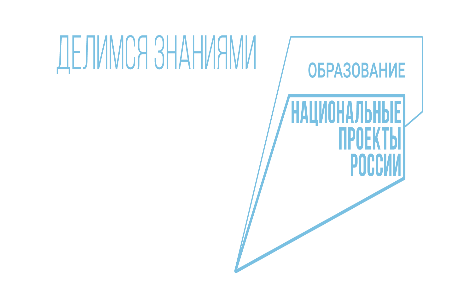 ДЕЛИМСЯ ЗНАНИЯМИ
ОБРАЗОВАНИЕ
НАЦИОНАЛЬНЫЕ
ПРОЕКТЫ
РОССИИ